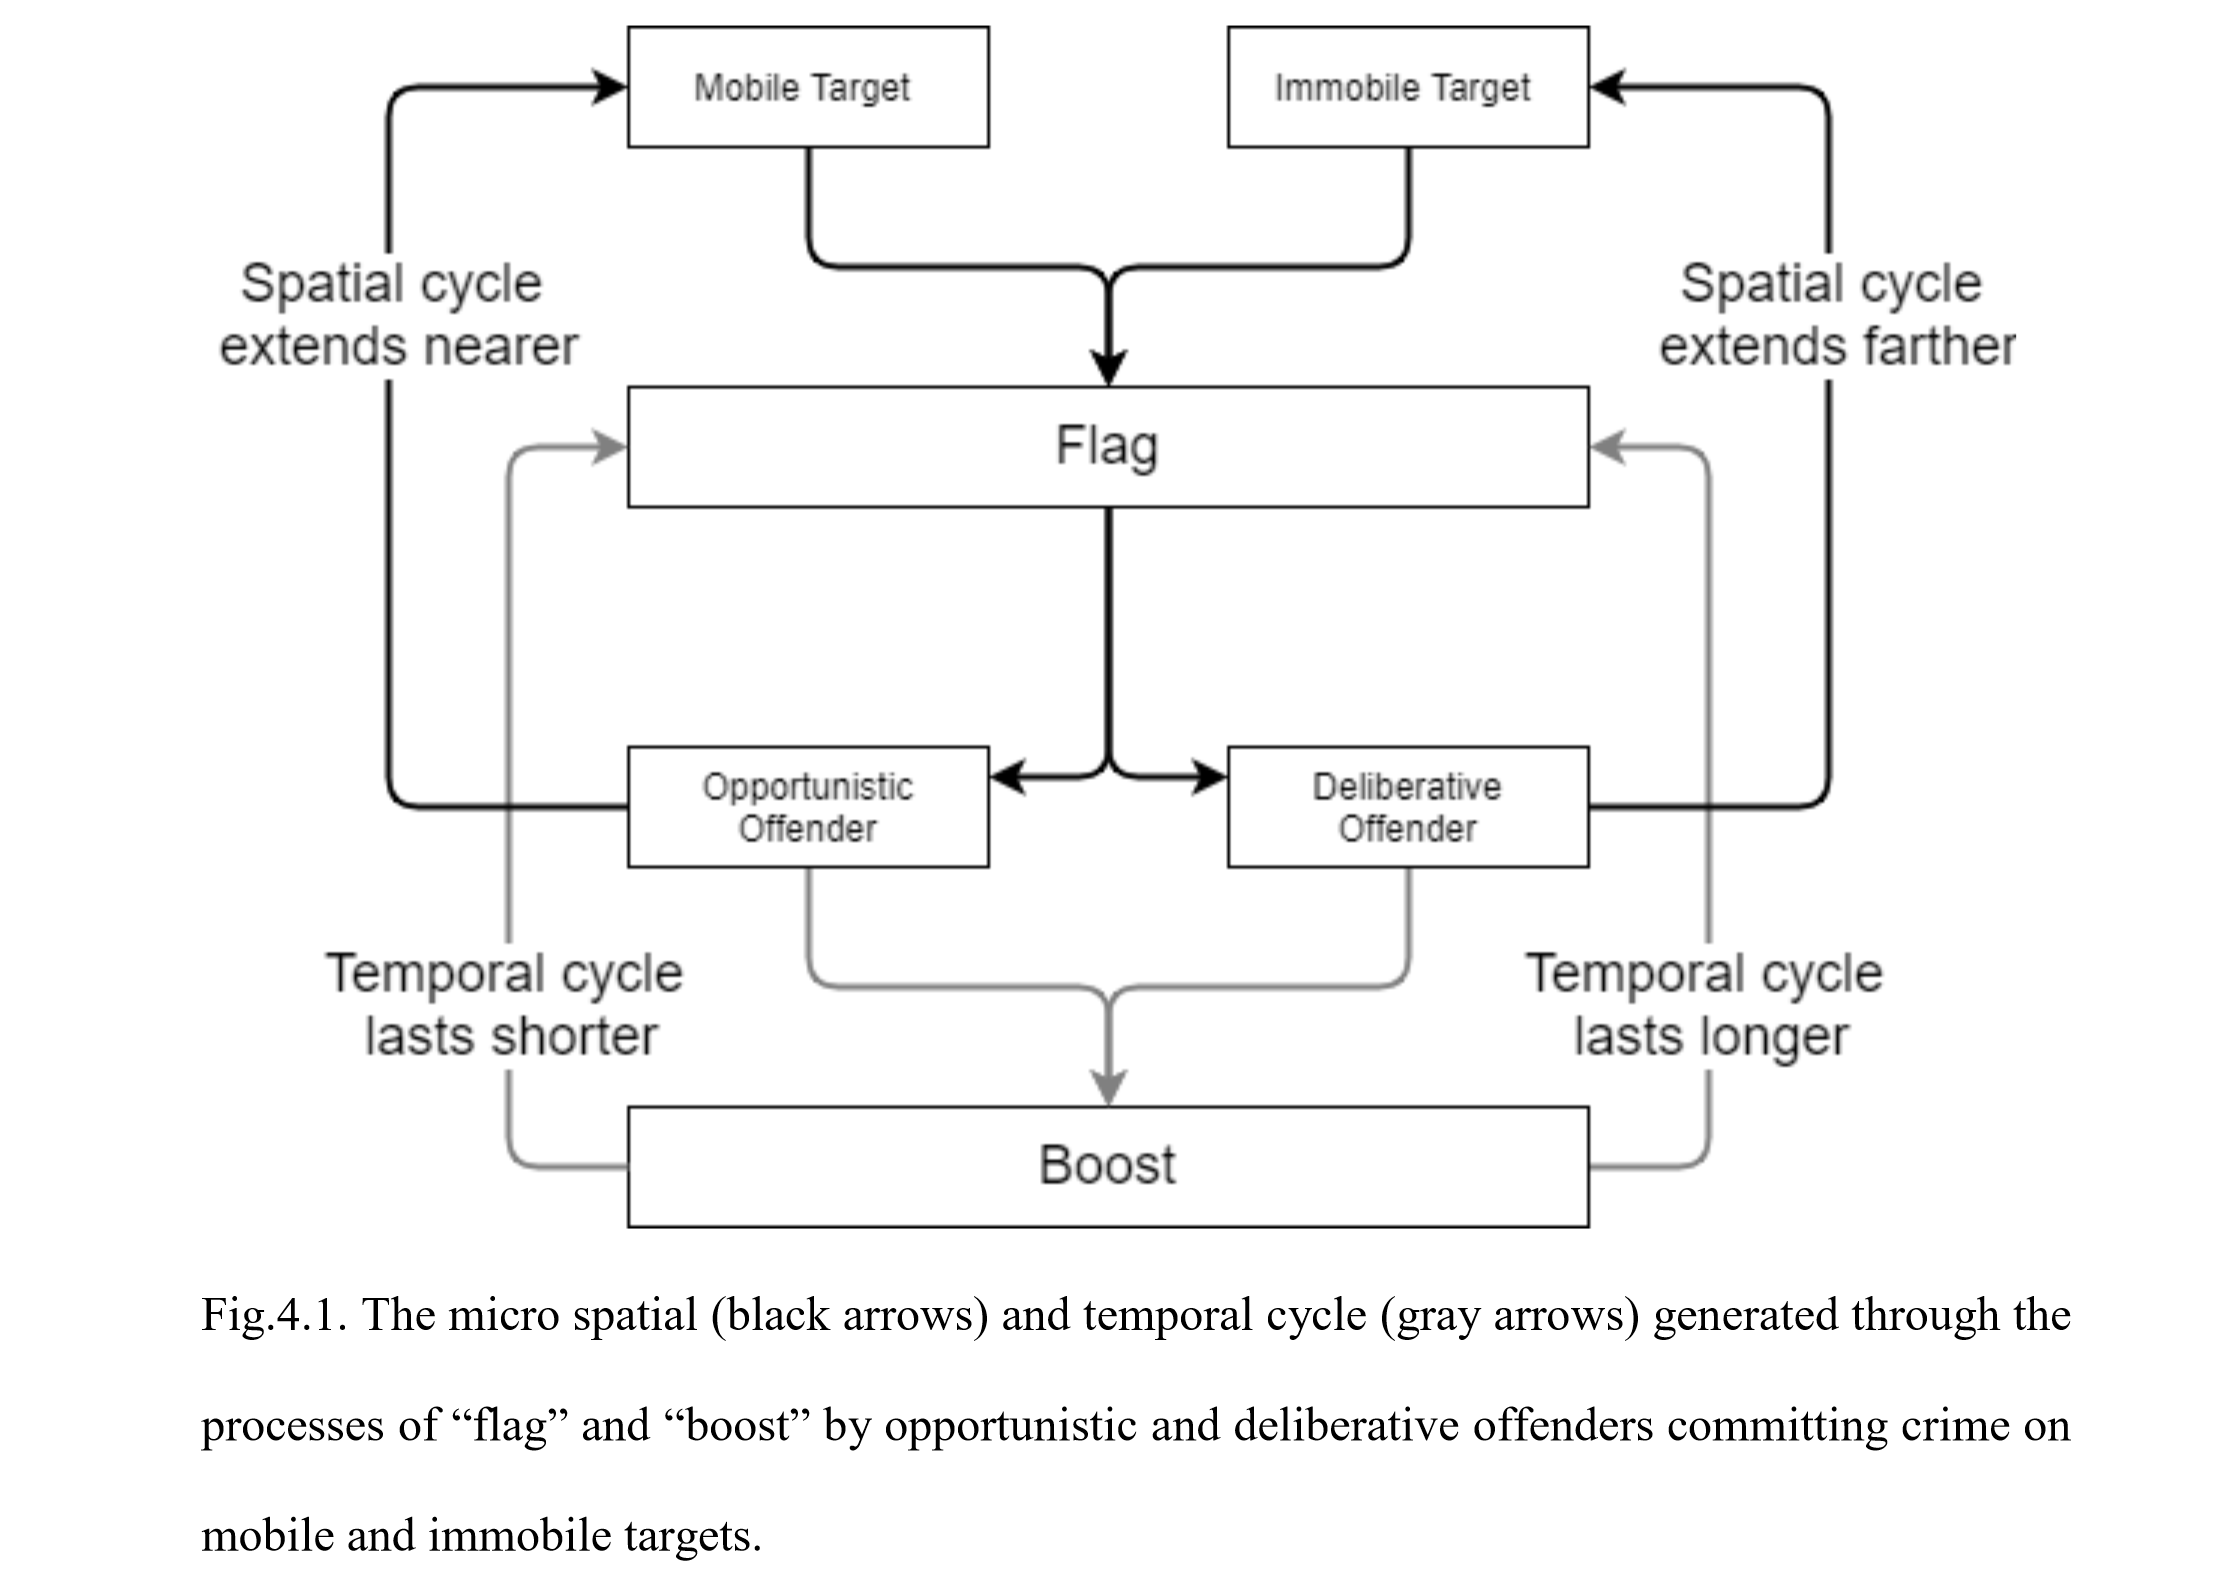 Mobile Target
Immobile Target
Spatial cycle
extends nearer
Spatial cycle
extends farther
Flag
Opportunistic
Offender
Deliberative
Offender
Temporal cycle
lasts shorter
Temporal cycle
lasts longer
Boost
Fig.4.1. The micro spatial (black arrows) and temporal cycle (gray arrows) generated through the
processes of “flag” and “boost” by opportunistic and deliberative offenders committing crime on
mobile and immobile targets.